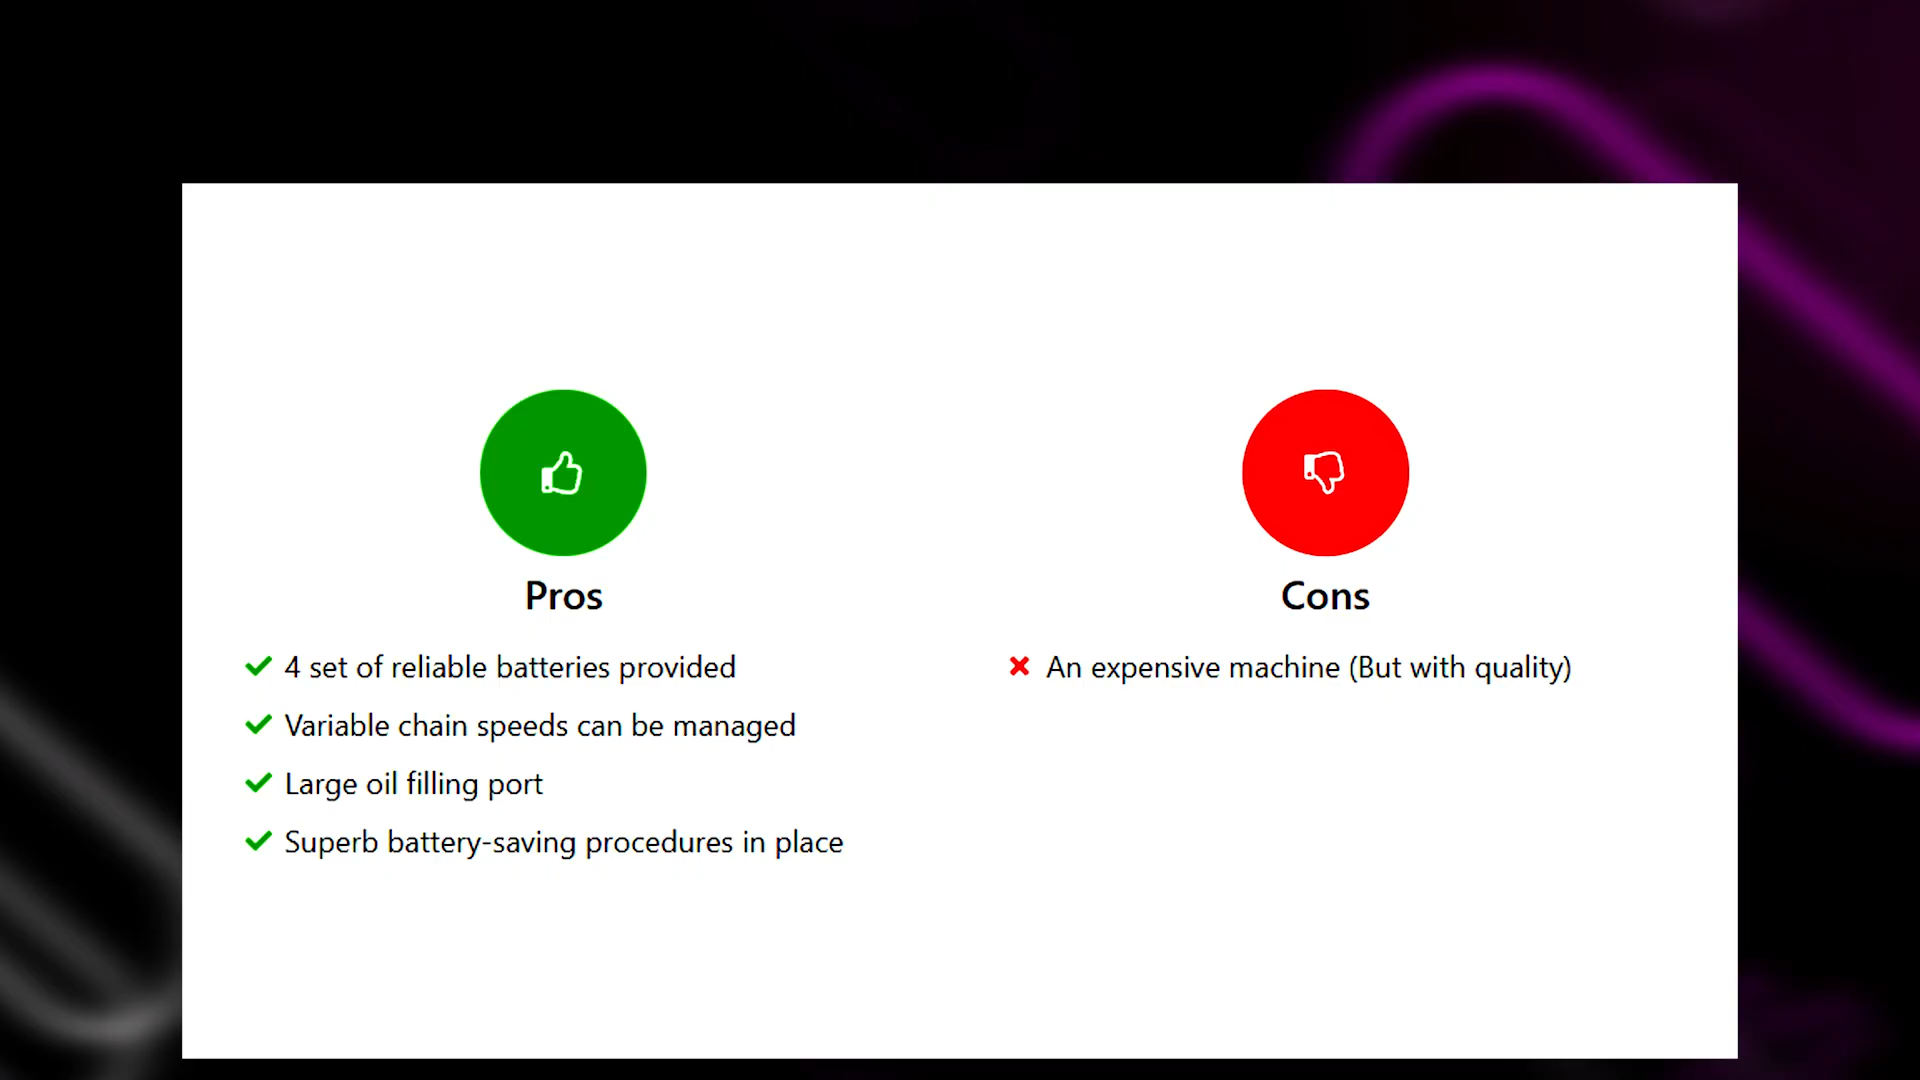 Pros
4 set of reliable batteries provided
Variable chain speeds can be managed
Large oil filling port
Superb battery-saving procedures in place
Cons
An expensive machine (But with quality)